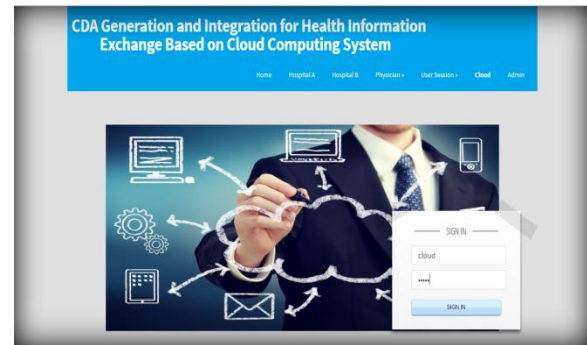 CDA Generation and Integration for Health Information
Exchange Based on Cloud Computing System
Home Hospital A Hospital B Physician + User Session + Cloud Admin
SIGN IN
cloud
•••••
SIGN IN